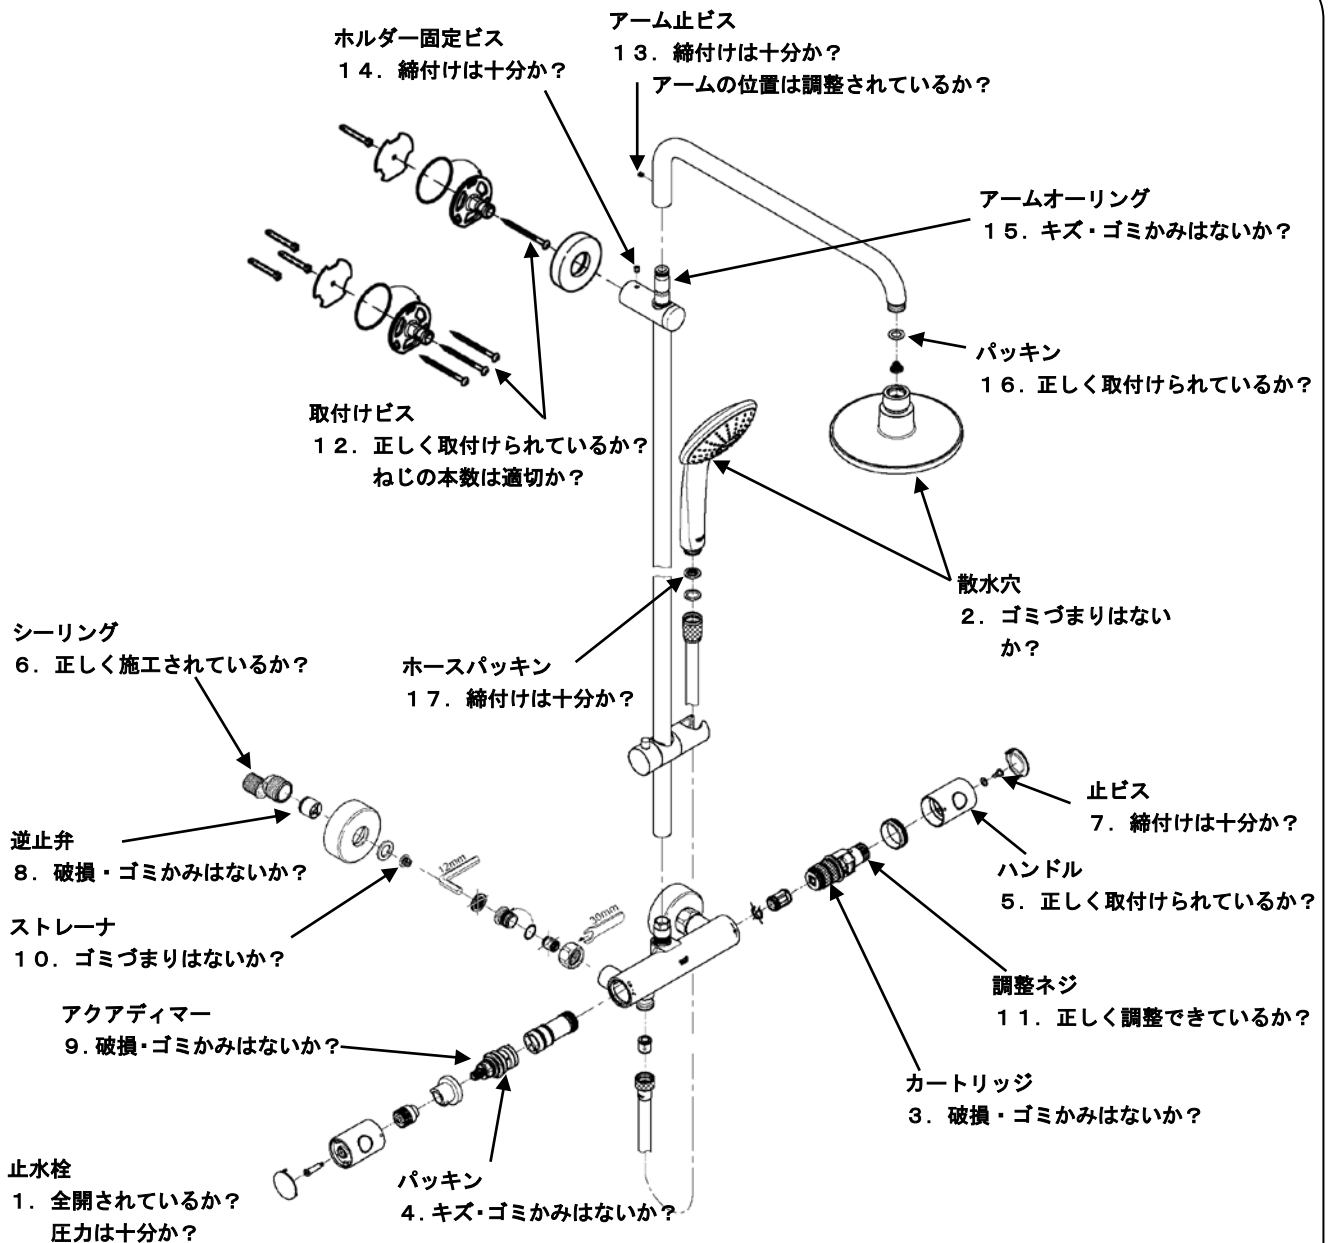 アーム止ビス
１３．締付けは十分か？
アームの位置は調整されているか？
ホルダー固定ビス
１４．締付けは十分か？
アームオーリング
１５．キズ・ゴミかみはないか？
パッキン
１６．正しく取付けられているか？
取付けビス
１２．正しく取付けられているか？
ねじの本数は適切か？
散水穴
２．ゴミづまりはない
か？
シーリング
６．正しく施工されているか？
ホースパッキン
１７．締付けは十分か？
止ビス
７．締付けは十分か？
逆止弁
８．破損・ゴミかみはないか？
12mm
ハンドル
５．正しく取付けられているか？
30mm
ストレーナ
１０．ゴミづまりはないか？
調整ネジ
１１．正しく調整できているか？
アクアディマー
９.破損・ゴミかみはないか？
カートリッジ
３．破損・ゴミかみはないか？
止水栓
１．全開されているか？
圧力は十分か？
パッキン
４.キズ・ゴミかみはないか？